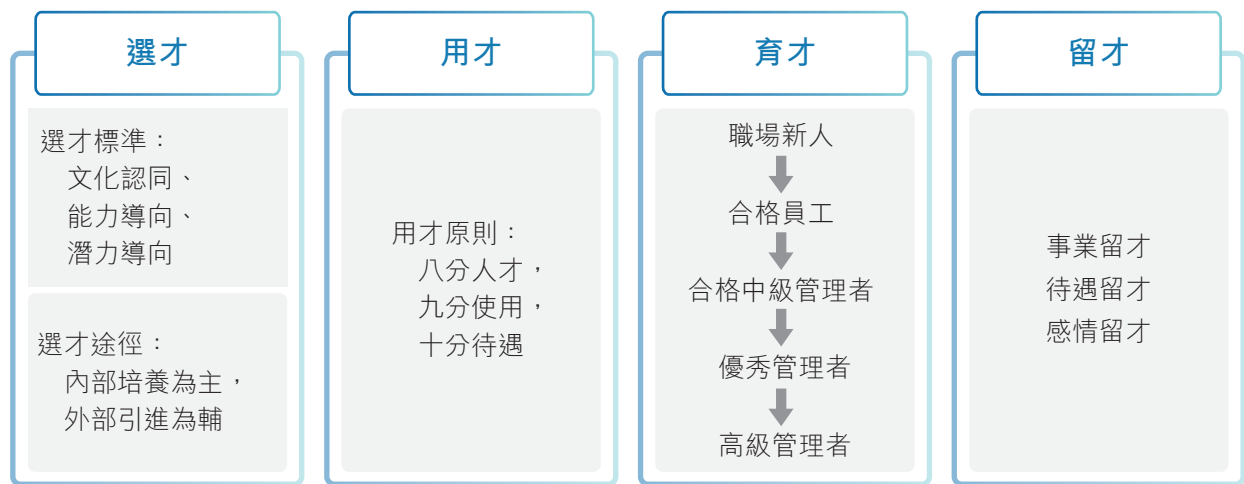 選才
選才標準：
文化認同、
能力導向、
潛力導向
選才途徑：
內部培養為主，
外部引進為輔
用才
用才原則：
八分人才，
九分使用，
十分待遇
育才
職場新人
合格員工
合格中級管理者
優秀管理者
高級管理者
留才
事業留才
待遇留才
感情留才